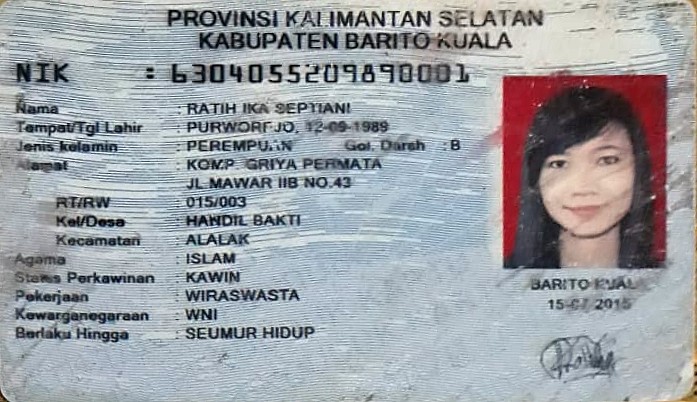 PROVINSI KALIMANTAN SELATAN
KABUPATEN BARITO KUALA
NIK : 6304055209890001
Nama : RATIH IKA SEPTIANI
Tempat/Tgl Lahir : PURWOREJO, 12-09-1989
Jenis kelamin : PEREMPUAN Gol. Darah : B
Alamat : KOMP. GRIYA PERMATA
JL MAWAR IIB NO.43
RT/RW : 015/003
Kel/Desa : HANDIL BAKTI
Kecamatan : ALALAK
Agama : ISLAM
Status Perkawinan : KAWIN
Pekerjaan : WIRASWASTA
Kewarganegaraan : WNI
Berlaku Hingga : SEUMUR HIDUP
BARITO KUALA